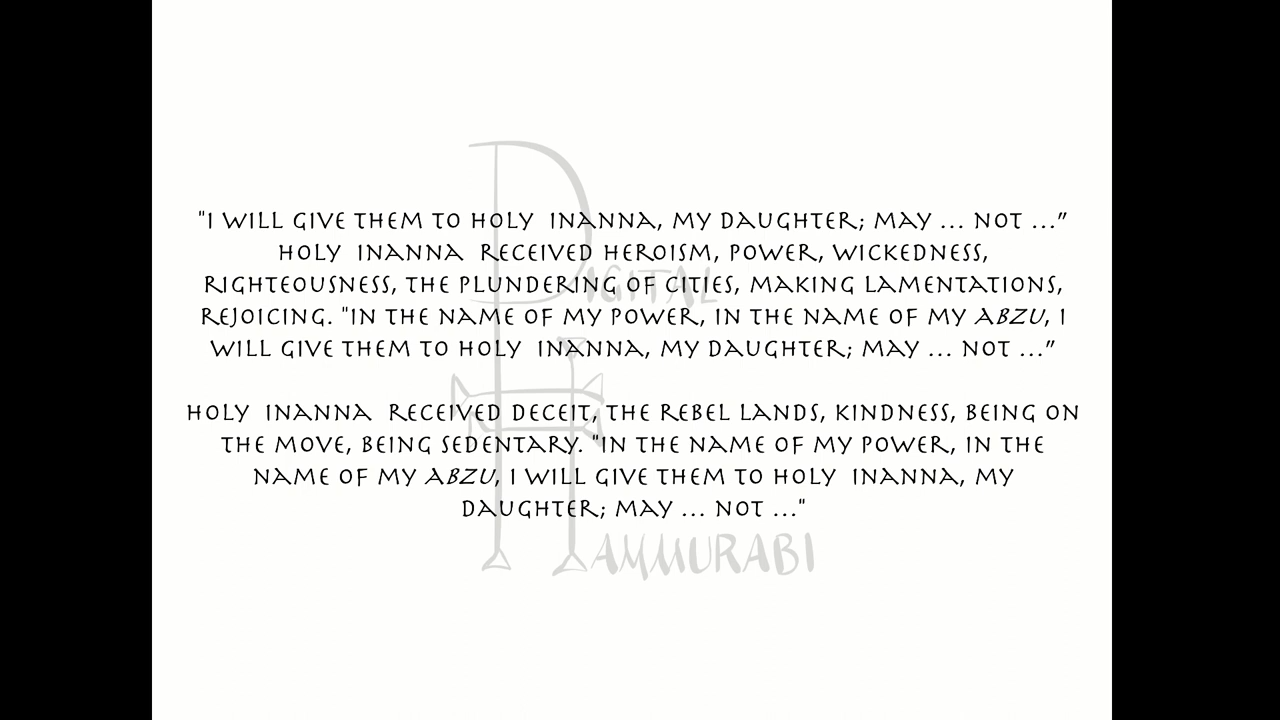 "I WILL GIVE THEM TO HOLY INANNA, MY DAUGHTER; MAY ... NOT ..."
HOLY INANNA RECEIVED HEROISM, POWER, WICKEDNESS,
RIGHTEOUSNESS, THE PLUNDERING OF CITIES, MAKING LAMENTATIONS,
REJOICING. "IN THE NAME OF MY POWER, IN THE NAME OF MY ABZU, I
WILL GIVE THEM TO HOLY INANNA, MY DAUGHTER; MAY ... NOT ..."
HOLY INANNA RECEIVED DECEIT, THE REBEL LANDS, KINDNESS, BEING ON
THE MOVE, BEING SEDENTARY. "IN THE NAME OF MY POWER, IN THE
NAME OF MY ABZU, I WILL GIVE THEM TO HOLY INANNA, MY
DAUGHTER; MAY ... NOT ..."
DIGITAL
HAMMURABI